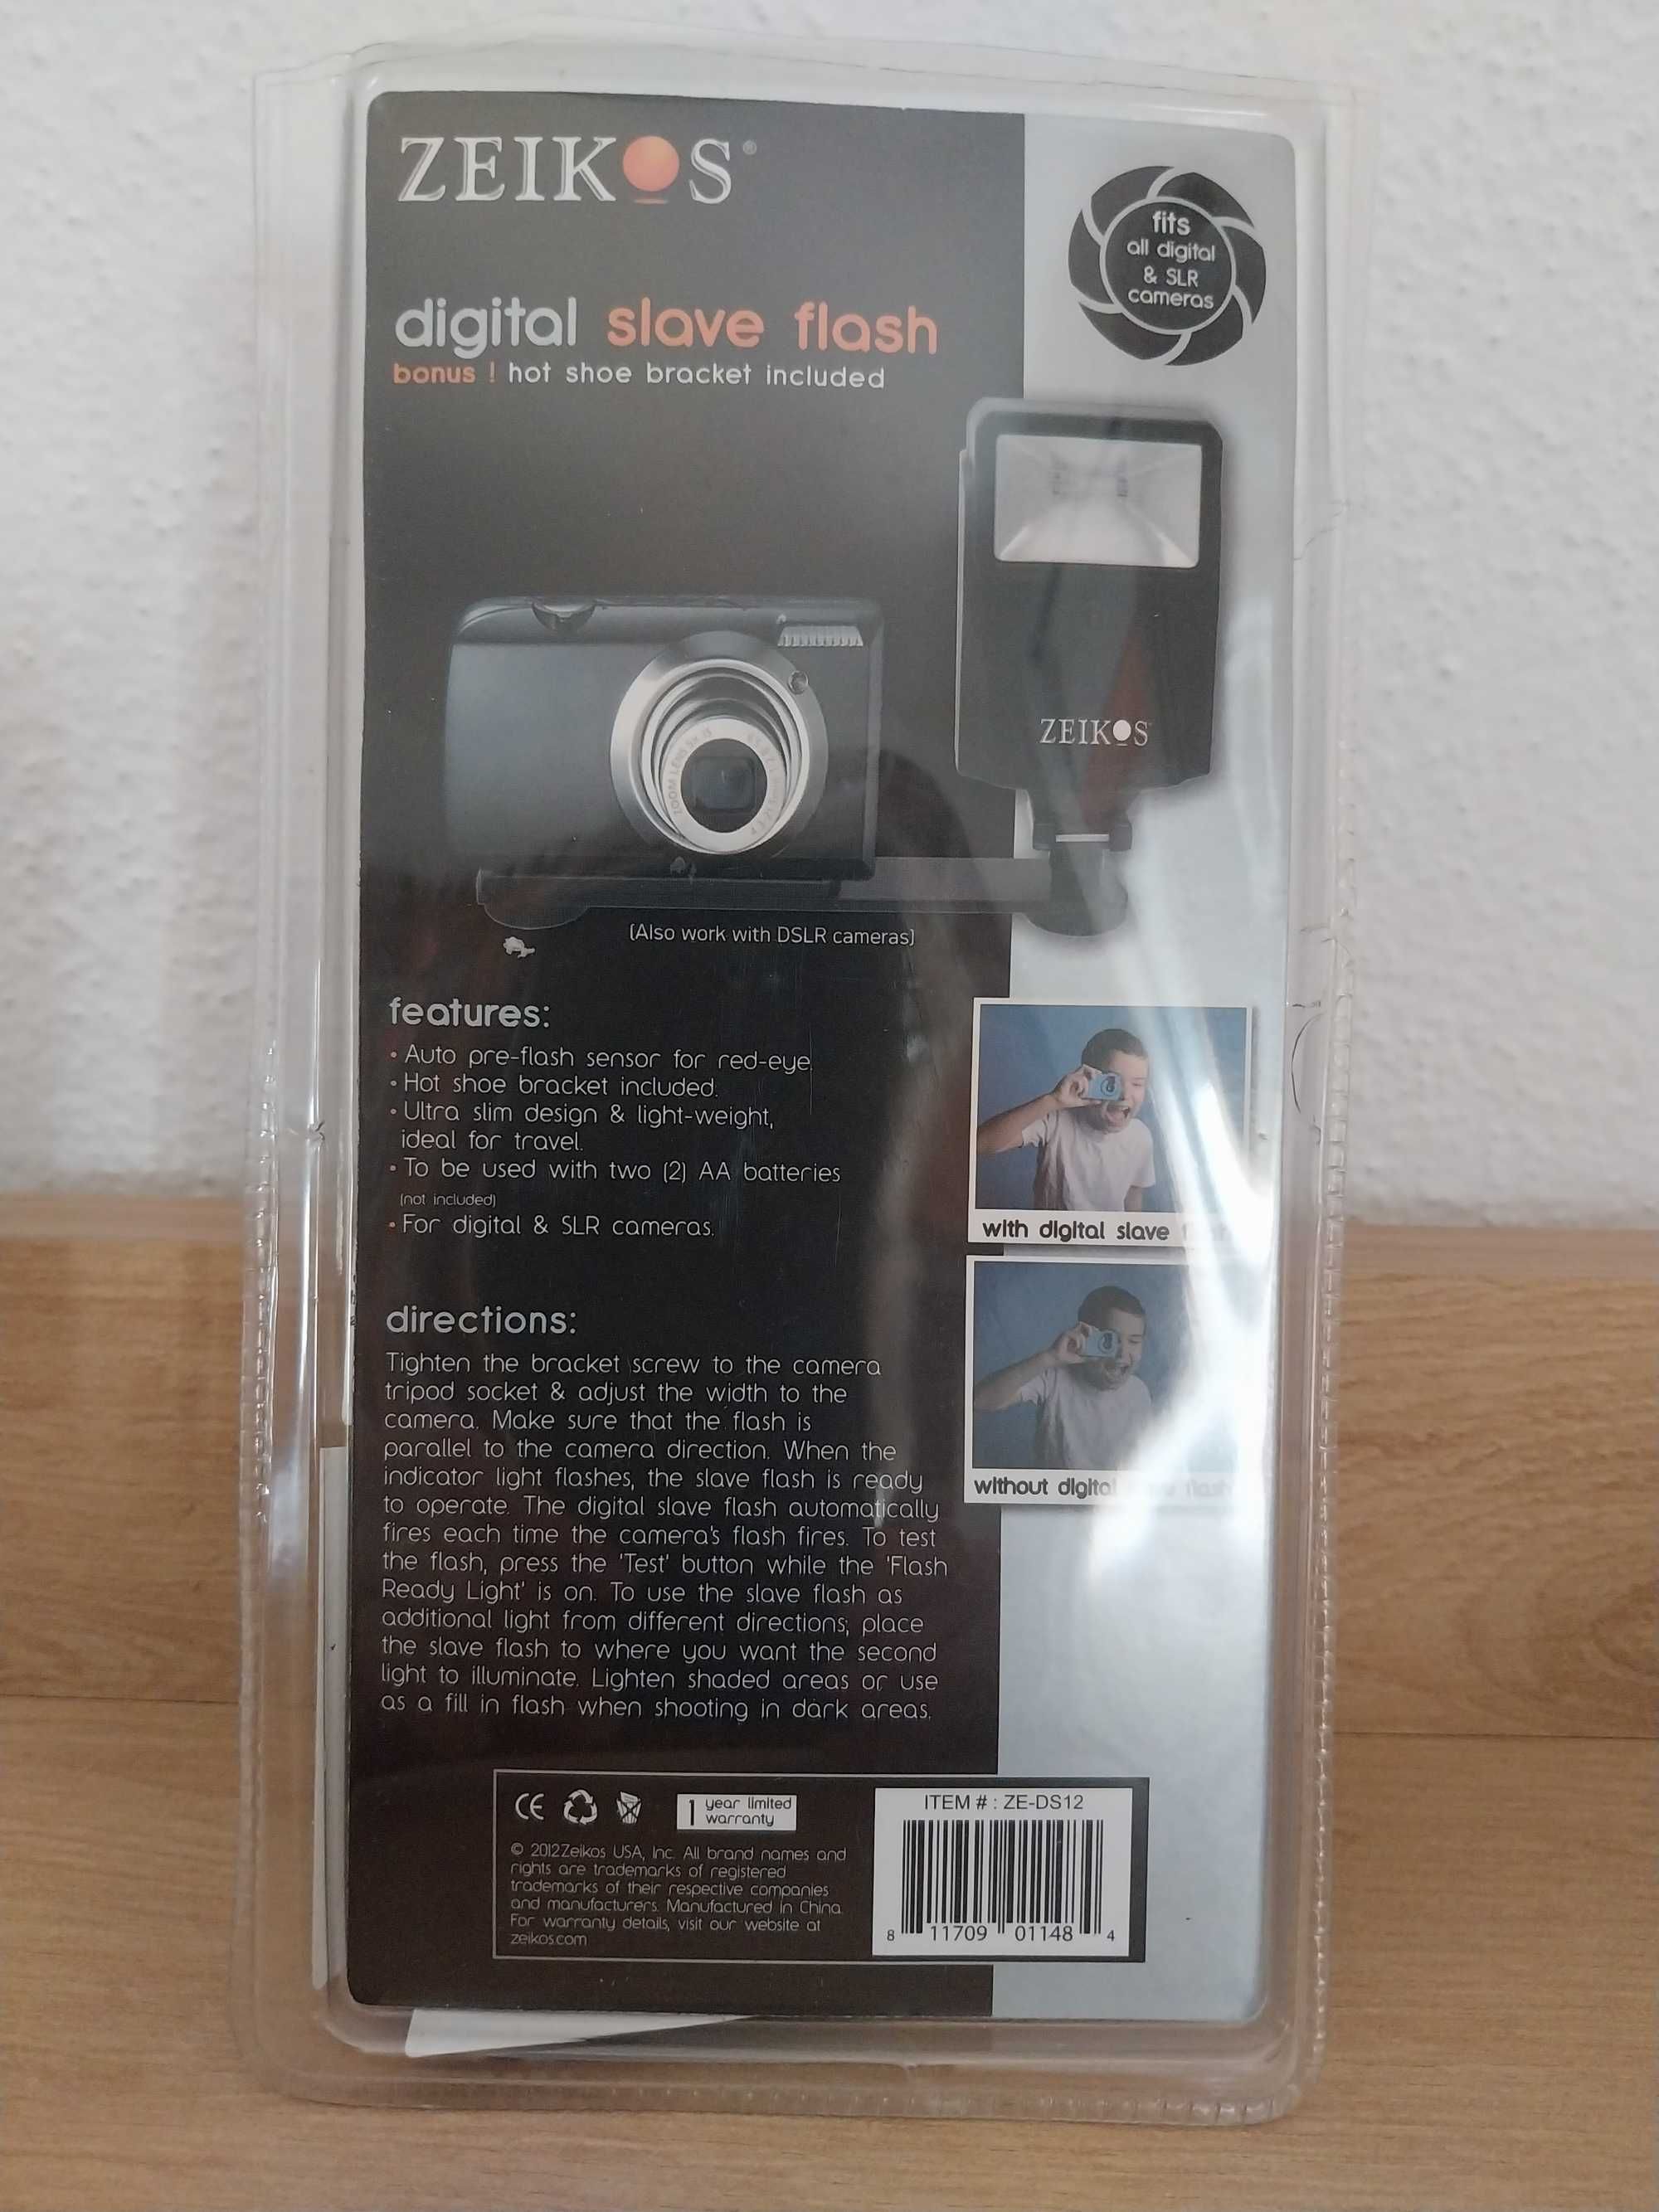 ZEIKOS®
fits
all digital
& SLR
cameras
digital slave flash
bonus ! hot shoe bracket included
ZEIKOS
(Also work with DSLR cameras)
features:
• Auto pre-flash sensor for red-eye.
• Hot shoe bracket included.
• Ultra slim design & light-weight,
ideal for travel.
• To be used with two (2) AA batteries
(not included)
• For digital & SLR cameras.
with digital slave
without digital
directions:
Tighten the bracket screw to the camera
tripod socket & adjust the width to the
camera. Make sure that the flash is
parallel to the camera direction. When the
indicator light flashes, the slave flash is ready
to operate. The digital slave flash automatically
fires each time the camera's flash fires. To test
the flash, press the 'Test' button while the 'Flash
Ready Light' is on. To use the slave flash as
additional light from different directions; place
the slave flash to where you want the second
light to illuminate. Lighten shaded areas or use
as a fill in flash when shooting in dark areas.
CE
1 year limited
warranty
© 2012Zeikos USA, Inc. All brand names and
rights are trademarks of registered
trademarks of their respective companies
and manufacturers. Manufactured in China.
For warranty details, visit our website at
zeikos.com
ITEM # : ZE-DS12
8 11709 01148 4